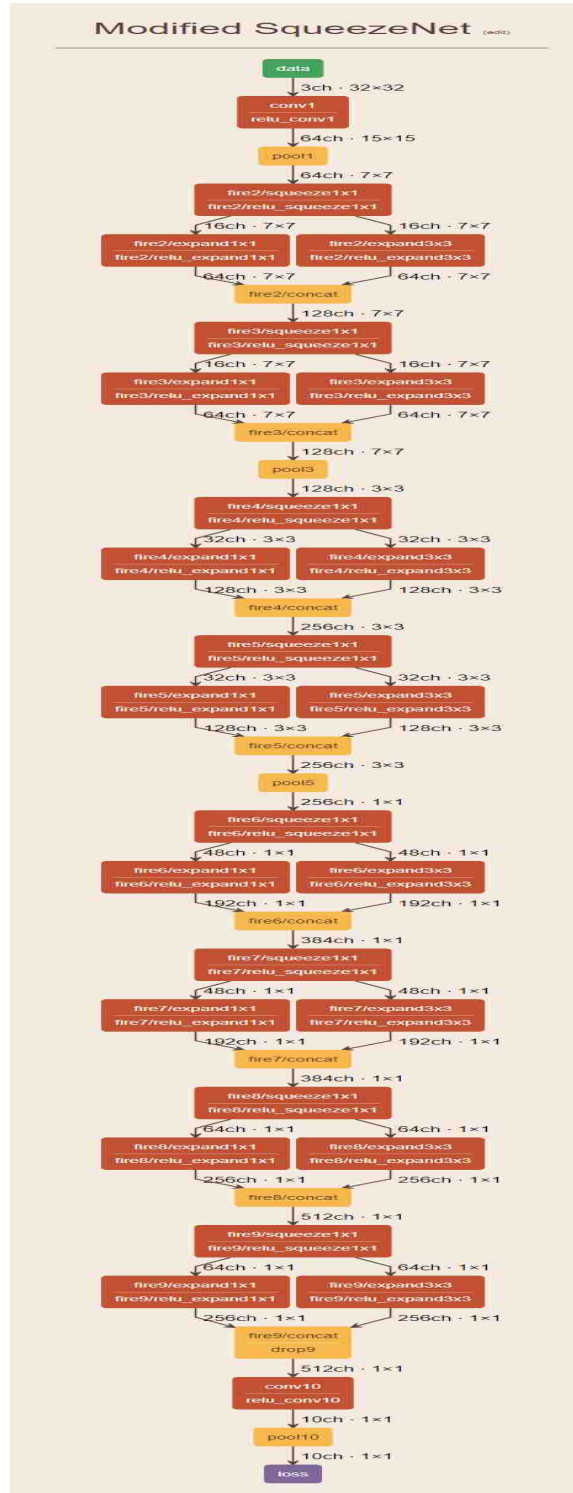 Modified SqueezeNet (edit)
data
3ch · 32×32
conv1
relu_conv1
64ch · 15×15
pool1
64ch · 7×7
fire2/squeeze1x1
fire2/relu_squeeze1x1
16ch · 7×7 16ch · 7×7
fire2/expand1x1 fire2/expand3x3
fire2/relu_expand1x1 fire2/relu_expand3x3
64ch · 7×7 64ch · 7×7
fire2/concat
128ch · 7×7
fire3/squeeze1x1
fire3/relu_squeeze1x1
16ch · 7×7 16ch · 7×7
fire3/expand1x1 fire3/expand3x3
fire3/relu_expand1x1 fire3/relu_expand3x3
64ch · 7×7 64ch · 7×7
fire3/concat
128ch · 7×7
pool3
128ch · 3×3
fire4/squeeze1x1
fire4/relu_squeeze1x1
32ch · 3×3 32ch · 3×3
fire4/expand1x1 fire4/expand3x3
fire4/relu_expand1x1 fire4/relu_expand3x3
128ch · 3×3 128ch · 3×3
fire4/concat
256ch · 3×3
fire5/squeeze1x1
fire5/relu_squeeze1x1
32ch · 3×3 32ch · 3×3
fire5/expand1x1 fire5/expand3x3
fire5/relu_expand1x1 fire5/relu_expand3x3
128ch · 3×3 128ch · 3×3
fire5/concat
256ch · 3×3
pool5
256ch · 1×1
fire6/squeeze1x1
fire6/relu_squeeze1x1
48ch · 1×1 48ch · 1×1
fire6/expand1x1 fire6/expand3x3
fire6/relu_expand1x1 fire6/relu_expand3x3
192ch · 1×1 192ch · 1×1
fire6/concat
384ch · 1×1
fire7/squeeze1x1
fire7/relu_squeeze1x1
48ch · 1×1 48ch · 1×1
fire7/expand1x1 fire7/expand3x3
fire7/relu_expand1x1 fire7/relu_expand3x3
192ch · 1×1 192ch · 1×1
fire7/concat
384ch · 1×1
fire8/squeeze1x1
fire8/relu_squeeze1x1
64ch · 1×1 64ch · 1×1
fire8/expand1x1 fire8/expand3x3
fire8/relu_expand1x1 fire8/relu_expand3x3
256ch · 1×1 256ch · 1×1
fire8/concat
512ch · 1×1
fire9/squeeze1x1
fire9/relu_squeeze1x1
64ch · 1×1 64ch · 1×1
fire9/expand1x1 fire9/expand3x3
fire9/relu_expand1x1 fire9/relu_expand3x3
256ch · 1×1 256ch · 1×1
fire9/concat
drop9
512ch · 1×1
conv10
relu_conv10
10ch · 1×1
pool10
10ch · 1×1
loss